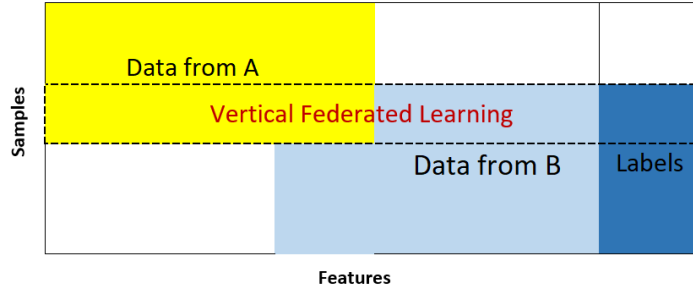 Data from A
Vertical Federated Learning
Samples
Data from B
Labels
Features